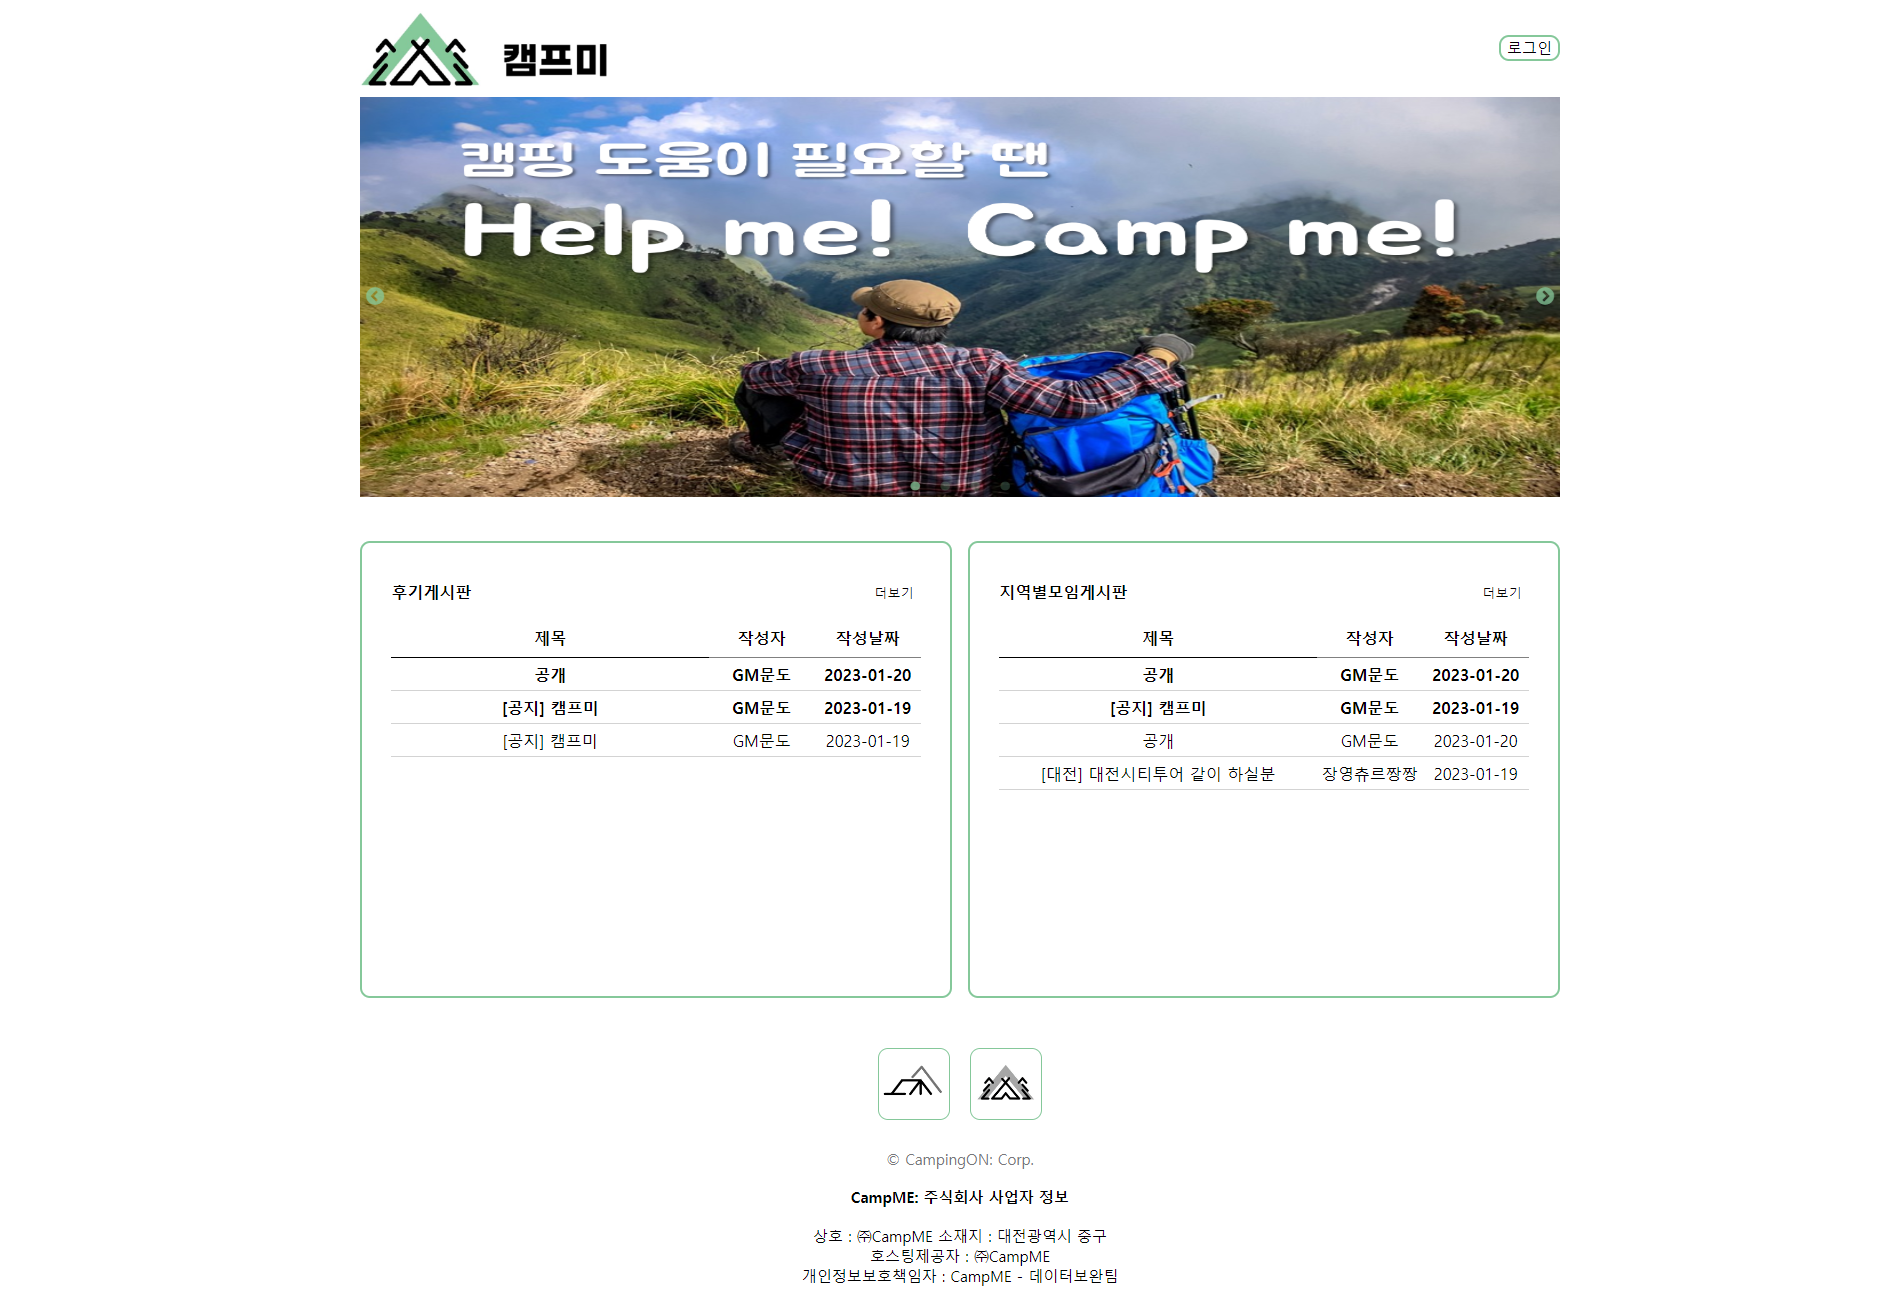 캠프미
로그인
캠핑 도움이 필요할 땐
Help me! Camp me!
후기게시판 더보기
제목 작성자 작성날짜
공개 GM문도 2023-01-20
[공지] 캠프미 GM문도 2023-01-19
[공지] 캠프미 GM문도 2023-01-19
지역별모임게시판 더보기
제목 작성자 작성날짜
공개 GM문도 2023-01-20
[공지] 캠프미 GM문도 2023-01-19
공개 GM문도 2023-01-20
[대전] 대전시티투어 같이 하실분 장영츄르짱짱 2023-01-19
© CampingON: Corp.
CampME: 주식회사 사업자 정보
상호 : ㈜CampME 소재지 : 대전광역시 중구
호스팅제공자 : ㈜CampME
개인정보보호책임자 : CampME - 데이터보완팀